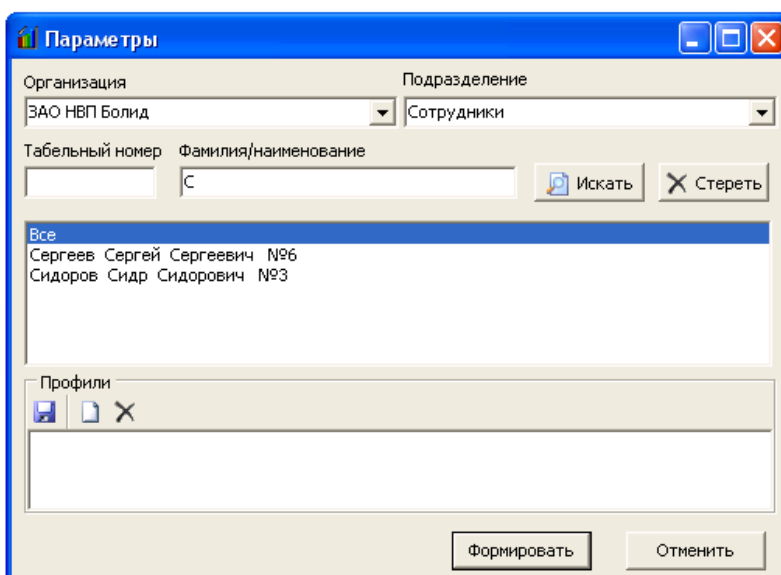 Параметры
Организация
Подразделение
ЗАО НВП Болид
Сотрудники
Табельный номер
Фамилия/наименование
С
Искать
Стереть
Все
Сергеев Сергей Сергеевич №6
Сидоров Сидр Сидорович №3
Профили
Формировать
Отменить